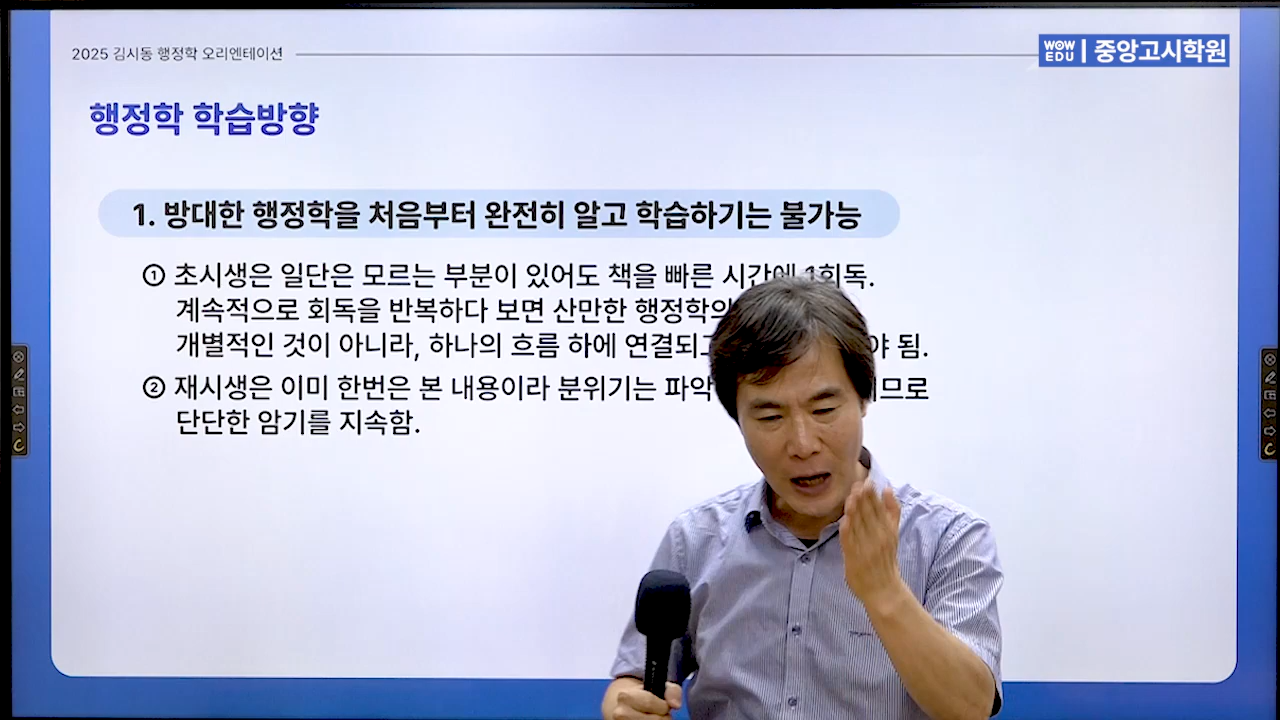 2025 김시동 행정학 오리엔테이션
WOW EDU | 중앙고시학원
행정학 학습방향
1. 방대한 행정학을 처음부터 완전히 알고 학습하기는 불가능
① 초시생은 일단은 모르는 부분이 있어도 책을 빠른 시간에 1회독.
계속적으로 회독을 반복하다 보면 산만한 행정학의
개별적인 것이 아니라, 하나의 흐름 하에 연결되고 야 됨.
② 재시생은 이미 한번은 본 내용이라 분위기는 파악 므로
단단한 암기를 지속함.